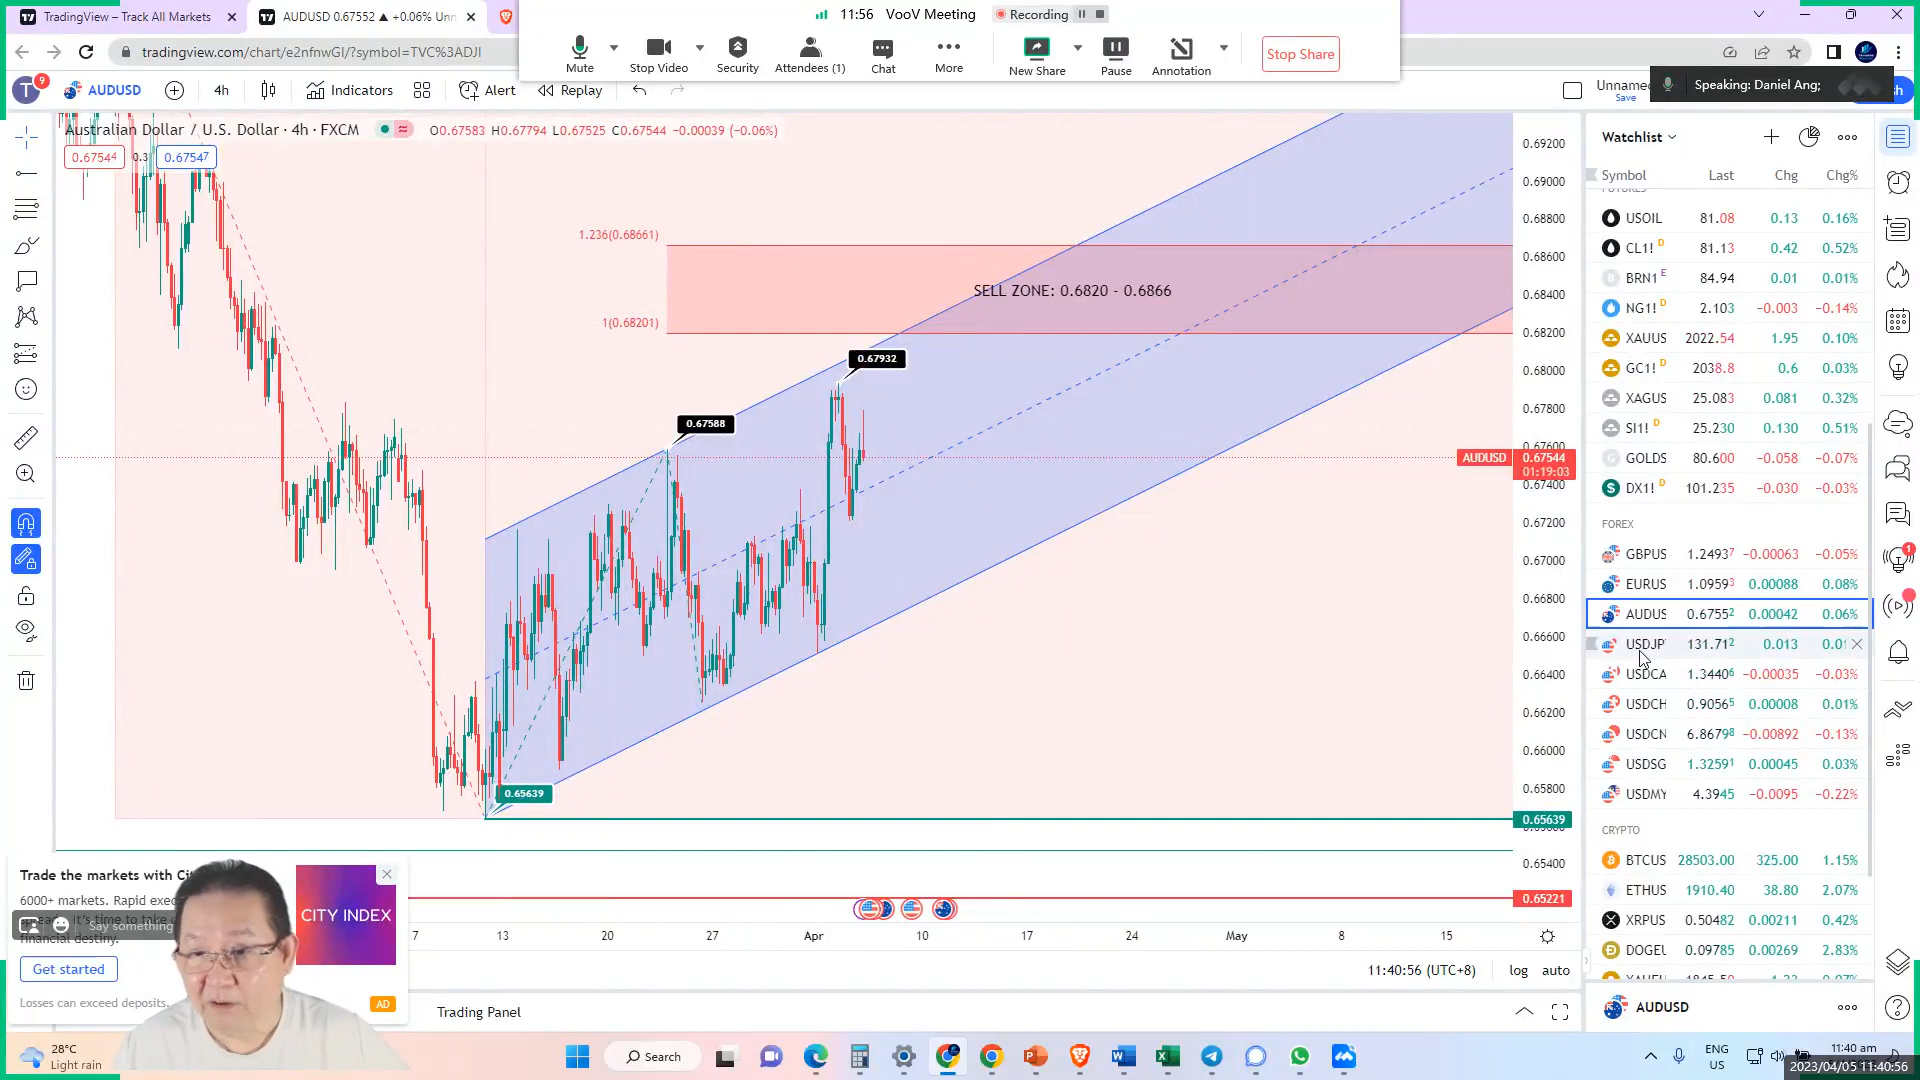 TradingView – Track All Markets
AUDUSD 0.67552 ▲ +0.06% Unn
11:56 VooV Meeting Recording
tradingview.com/chart/e2nfnwGI/?symbol=TVC%3ADJI
Mute
Stop Video
Security
Attendees (1)
Chat
More
New Share
Pause
Annotation
Stop Share
T 9
AUDUSD
4h
Indicators
Alert
Replay
Unname
Save
Speaking: Daniel Ang;
Australian Dollar / U.S. Dollar · 4h · FXCM
O0.67583 H0.67794 L0.67525 C0.67544 −0.00039 (−0.06%)
0.67544 0.3 0.67547
1.236(0.68661)
SELL ZONE: 0.6820 - 0.6866
1(0.68201)
0.67932
0.67588
0.65639
0.69200
0.69000
0.68800
0.68600
0.68400
0.68200
0.68000
0.67800
0.67600
AUDUSD 0.67544
01:19:03
0.67400
0.67200
0.67000
0.66800
0.66600
0.66400
0.66200
0.66000
0.65800
0.65639
0.65400
0.65221
7 13 20 27 Apr 10 17 24 May 8 15
11:40:56 (UTC+8) log auto
Trading Panel
Watchlist
Symbol Last Chg Chg%
USOIL 81.08 0.13 0.16%
CL1! D 81.13 0.42 0.52%
BRN1 E 84.94 0.01 0.01%
NG1! D 2.103 −0.003 −0.14%
XAUUS 2022.54 1.95 0.10%
GC1! D 2038.8 0.6 0.03%
XAGUS 25.083 0.081 0.32%
SI1! D 25.230 0.130 0.51%
GOLDS 80.600 −0.058 −0.07%
DX1! D 101.235 −0.030 −0.03%
FOREX
GBPUS 1.24937 −0.00063 −0.05%
EURUS 1.09593 0.00088 0.08%
AUDUS 0.67552 0.00042 0.06%
USDJP 131.712 0.013 0.01
USDCA 1.34406 −0.00035 −0.03%
USDCH 0.90565 0.00008 0.01%
USDCN 6.86798 −0.00892 −0.13%
USDSG 1.32591 0.00045 0.03%
USDMY 4.3945 −0.0095 −0.22%
CRYPTO
BTCUS 28503.00 325.00 1.15%
ETHUS 1910.40 38.80 2.07%
XRPUS 0.50482 0.00211 0.42%
DOGEU 0.09785 0.00269 2.83%
AUDUSD
Trade the markets with Ci
6000+ markets. Rapid exe
it's time to take
financial destiny.
Say something
Get started
Losses can exceed deposits.
CITY INDEX
AD
28°C
Light rain
Search
ENG
US
11:40 am
2023/04/05 11:40:56